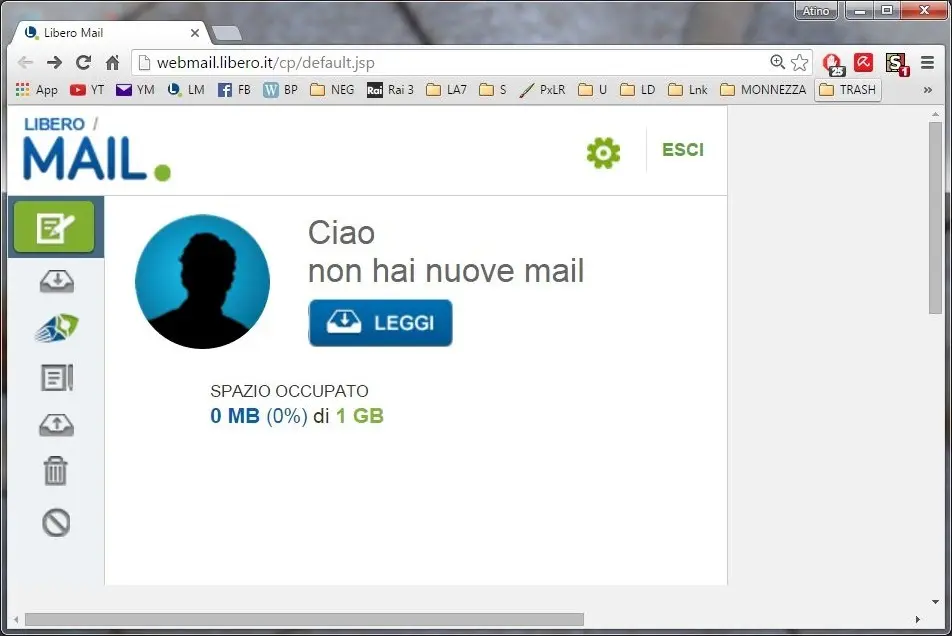 Atino
Libero Mail
webmail.libero.it/cp/default.jsp
25
S
1
App YT YM LM FB W BP NEG Rai Rai 3 LA7 S PxLR U LD Lnk MONNEZZA TRASH »
LIBERO /
MAIL.
ESCI
Ciao
non hai nuove mail
LEGGI
SPAZIO OCCUPATO
0 MB (0%) di 1 GB